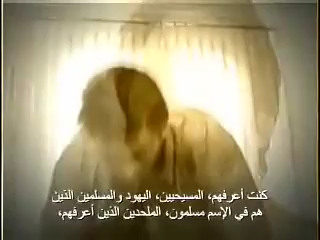 كنت أعرفهم، المسيحيين، اليهود والمسلمين الذين
هم في الإسم مسلمون، الملحدين الذين أعرفهم،